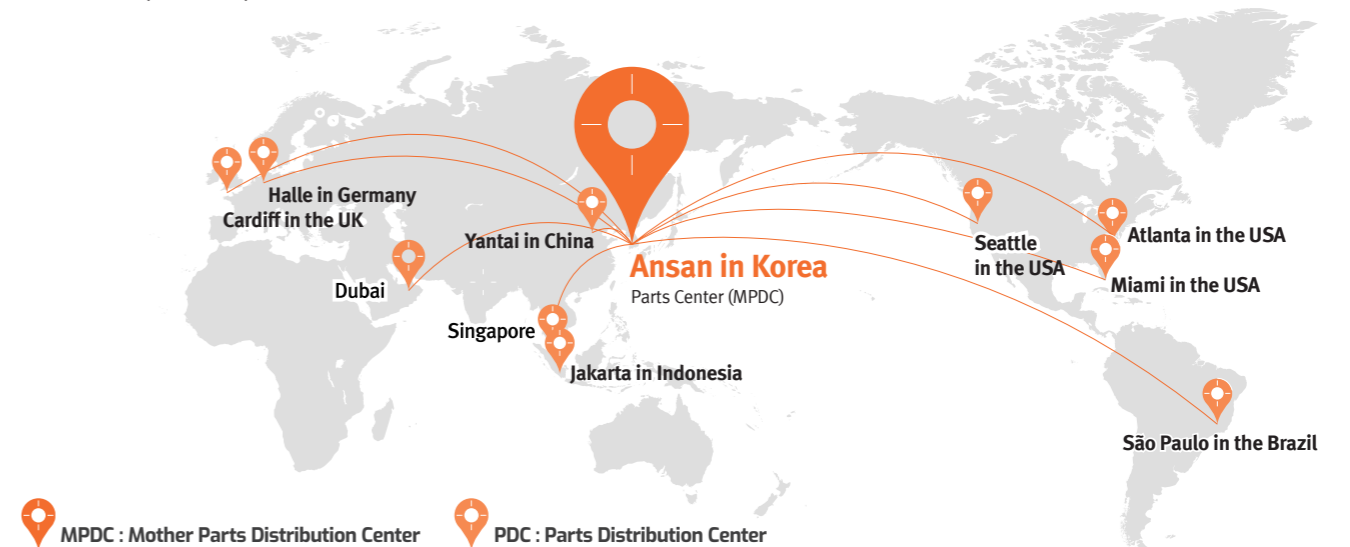 Halle in Germany
Cardiff in the UK
Yantai in China
Dubai
Singapore
Jakarta in Indonesia
Ansan in Korea
Parts Center (MPDC)
Seattle
in the USA
Atlanta in the USA
Miami in the USA
São Paulo in the Brazil
MPDC : Mother Parts Distribution Center
PDC : Parts Distribution Center